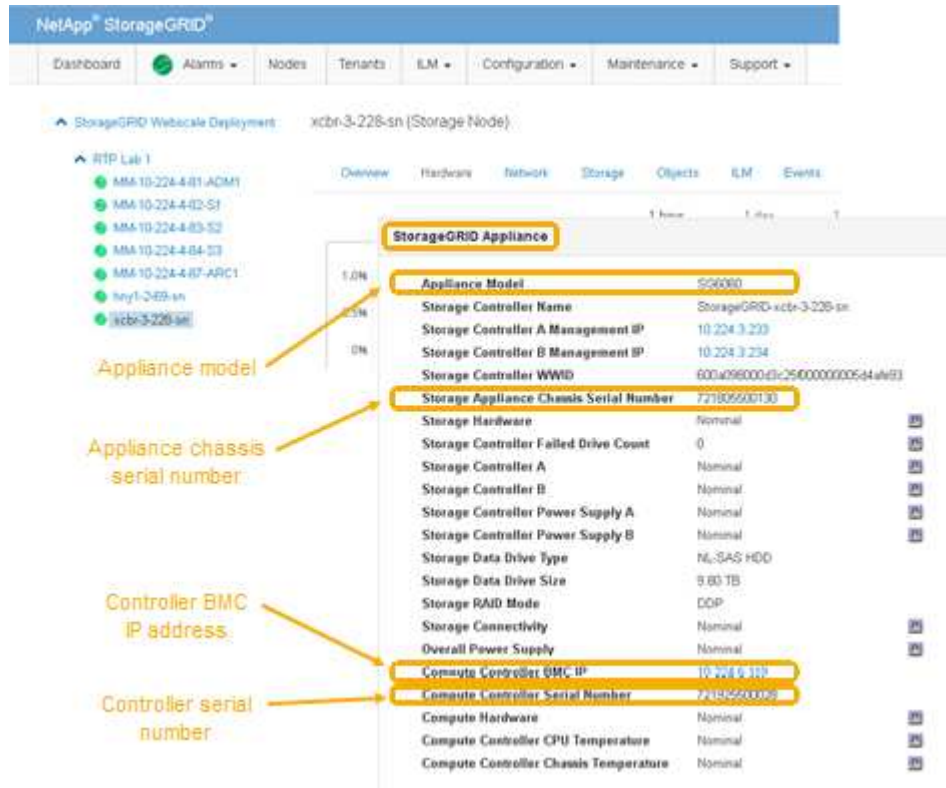 NetApp® StorageGRID®
Dashboard Alarms Nodes Tenants ILM Configuration Maintenance Support
StorageGRID Webscale Deployment xcbr-3-228-sn (Storage Node)
RTP Lab 1
Overview Hardware Network Storage Objects ILM Events
MM-10-224-4-81-ADM1
MM-10-224-4-82-S1
MM-10-224-4-83-S2
MM-10-224-4-84-S3
MM-10-224-4-87-ARC1
hny1-2-69-sn
xcbr-3-228-sn
1 hour 1 day
StorageGRID Appliance
1.0%
0%
Appliance Model SG6060
Storage Controller Name StorageGRID-xcbr-3-228-sn
Storage Controller A Management IP 10.224.3.233
Storage Controller B Management IP 10.224.3.234
Storage Controller WWID
Storage Appliance Chassis Serial Number 721805500130
Storage Hardware Nominal
Storage Controller Failed Drive Count 0
Storage Controller A Nominal
Storage Controller B Nominal
Storage Controller Power Supply A Nominal
Storage Controller Power Supply B Nominal
Storage Data Drive Type NL-SAS HDD
Storage Data Drive Size 9.80 TB
Storage RAID Mode DDP
Storage Connectivity Nominal
Overall Power Supply Nominal
Compute Controller BMC IP
Compute Controller Serial Number 721925500028
Compute Hardware Nominal
Compute Controller CPU Temperature Nominal
Compute Controller Chassis Temperature Nominal
Appliance model
Appliance chassis
serial number
Controller BMC
IP address
Controller serial
number